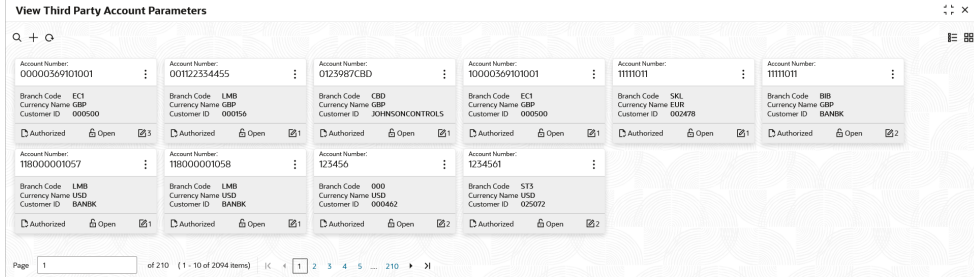 View Third Party Account Parameters
Account Number: Account Number: Account Number: Account Number: Account Number: Account Number:
00000369101001 001122334455 0123987CBD 10000369101001 11111011 11111011
Branch Code EC1 Branch Code LMB Branch Code CBD Branch Code EC1 Branch Code SKL Branch Code BIB
Currency Name GBP Currency Name GBP Currency Name GBP Currency Name GBP Currency Name EUR Currency Name GBP
Customer ID 000500 Customer ID 000156 Customer ID JOHNSONCONTROLS Customer ID 000500 Customer ID 002478 Customer ID BANBK
Authorized Open 3 Authorized Open 1 Authorized Open 1 Authorized Open 1 Authorized Open 1 Authorized Open 2
Account Number: Account Number: Account Number: Account Number:
118000001057 118000001058 123456 1234561
Branch Code LMB Branch Code LMB Branch Code 000 Branch Code ST3
Currency Name USD Currency Name USD Currency Name USD Currency Name USD
Customer ID BANBK Customer ID BANBK Customer ID 000462 Customer ID 025072
Authorized Open 1 Authorized Open 1 Authorized Open 2 Authorized Open 2
Page 1 of 210 (1 - 10 of 2094 items) 1 2 3 4 5 ... 210